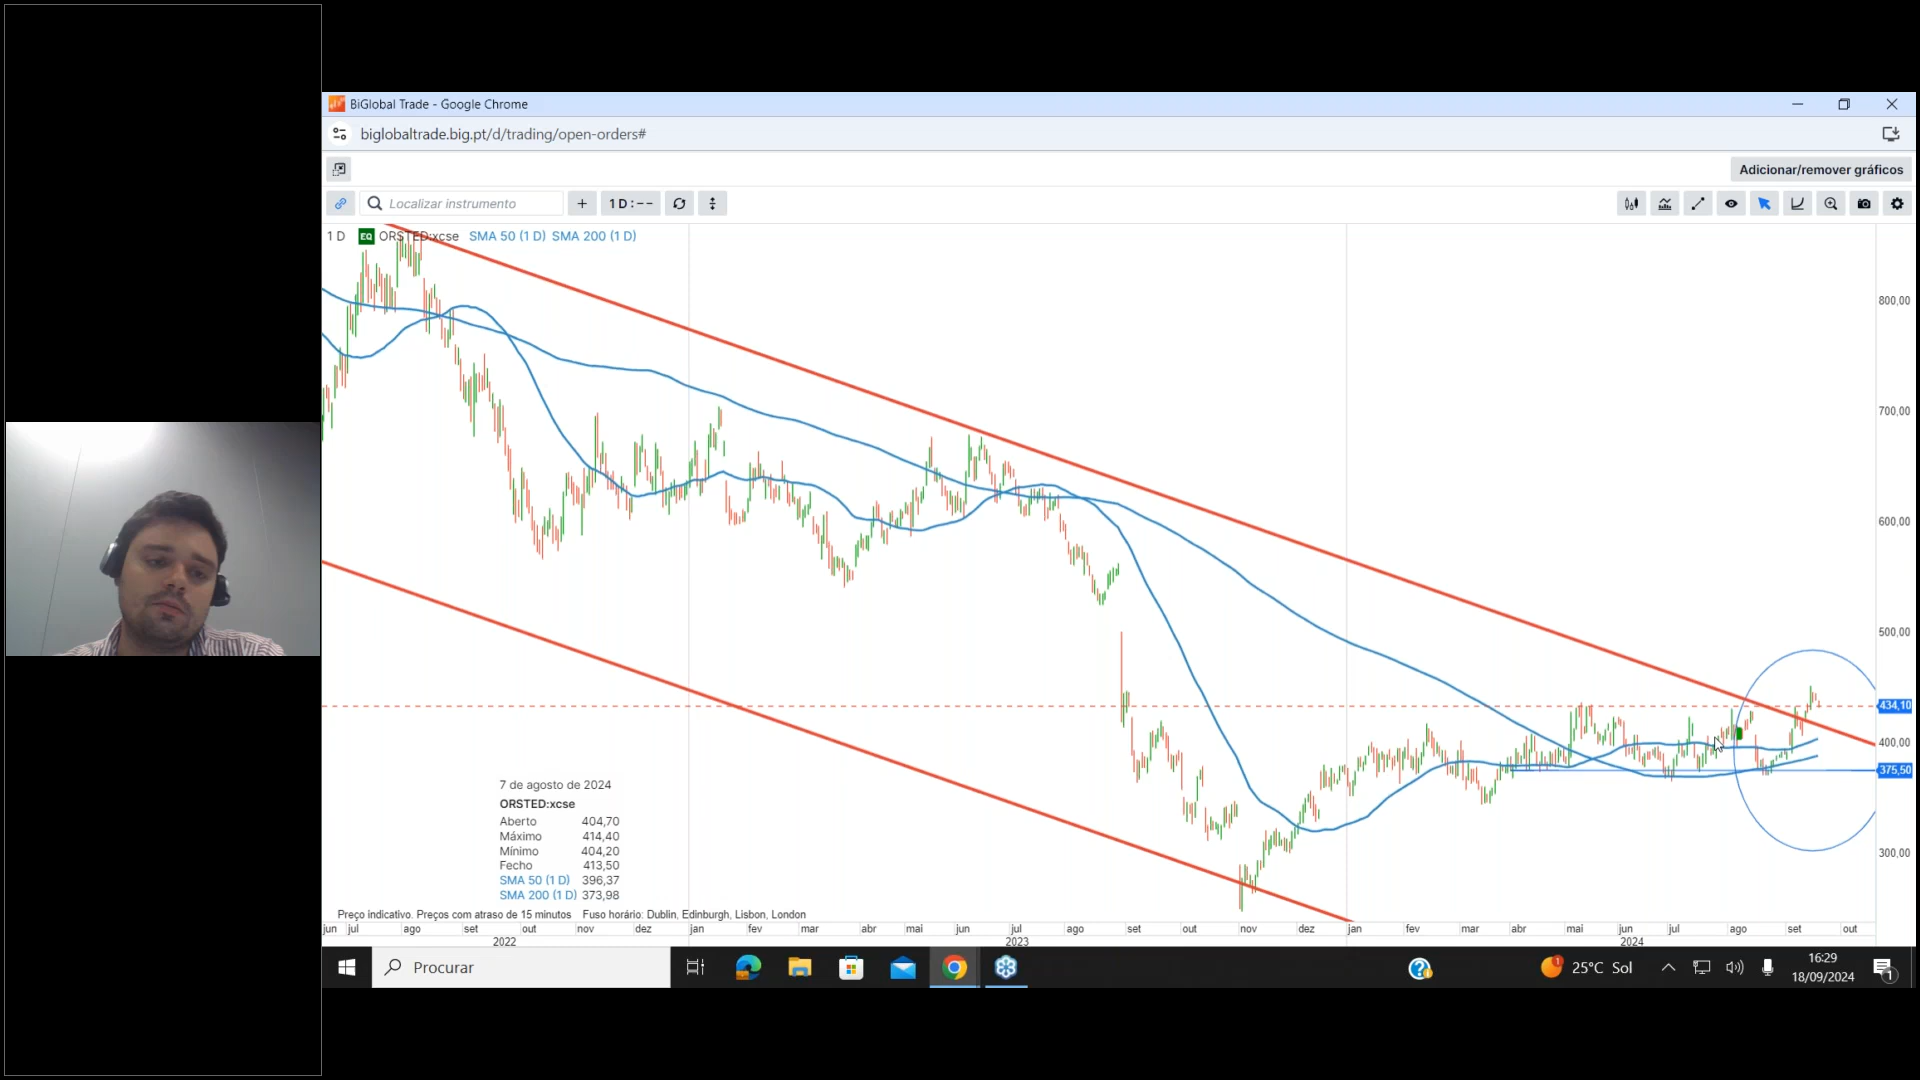 BiGlobal Trade - Google Chrome
biglobaltrade.big.pt/d/trading/open-orders#
Adicionar/remover gráficos
Localizar instrumento
1 D : --
1 D EQ ORSTED:xcse SMA 50 (1 D) SMA 200 (1 D)
800,00
700,00
600,00
500,00
434,10
400,00
375,50
300,00
7 de agosto de 2024
ORSTED:xcse
Aberto 404,70
Máximo 414,40
Mínimo 404,20
Fecho 413,50
SMA 50 (1 D) 396,37
SMA 200 (1 D) 373,98
Preço indicativo. Preços com atraso de 15 minutos Fuso horário: Dublin, Edinburgh, Lisbon, London
jun jul ago set out nov dez jan fev mar abr mai jun jul ago set out nov dez jan fev mar abr mai jun jul ago set out
2022 2023 2024
Procurar
1
25°C Sol
16:29
18/09/2024
1